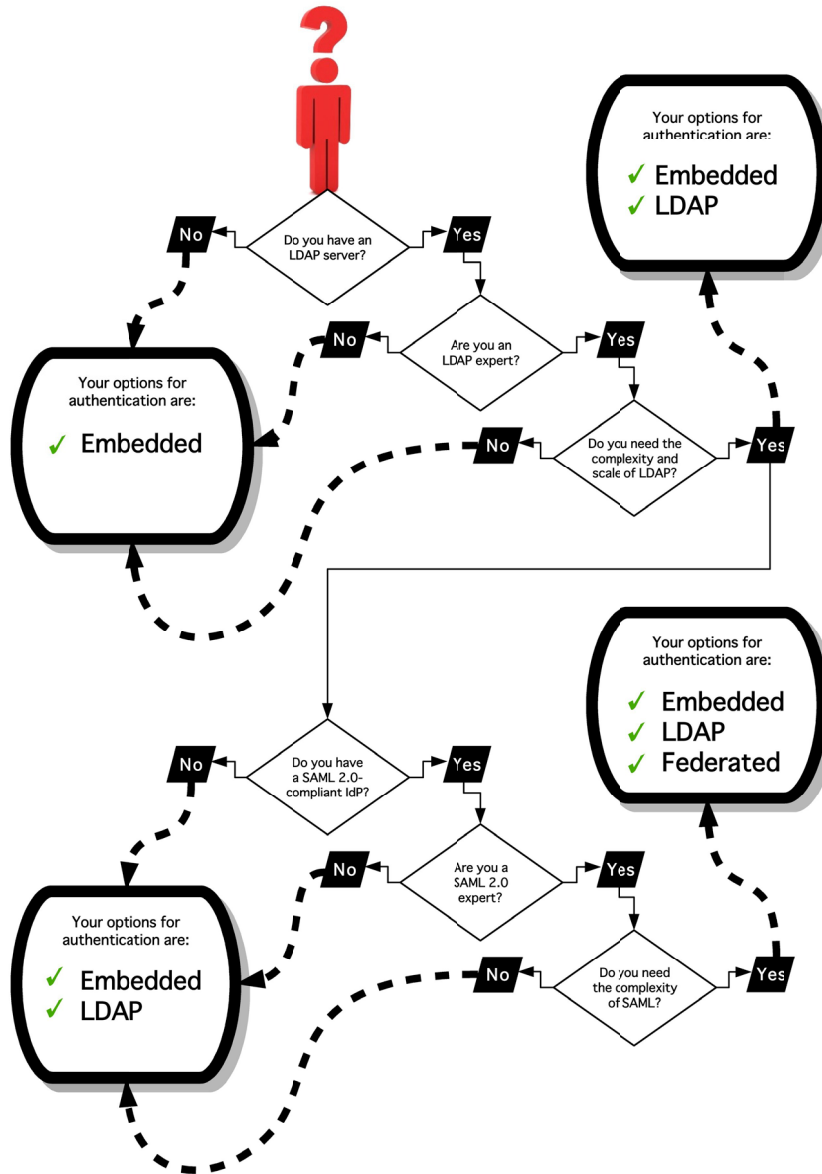 ?
Your options for
authentication are:
✓ Embedded
✓ LDAP
No
Do you have an
LDAP server?
Yes
No
Are you an
LDAP expert?
Yes
Your options for
authentication are:
✓ Embedded
No
Do you need the
complexity and
scale of LDAP?
Yes
Your options for
authentication are:
✓ Embedded
✓ LDAP
✓ Federated
No
Do you have
a SAML 2.0-
compliant IdP?
Yes
No
Are you a
SAML 2.0
expert?
Yes
Your options for
authentication are:
✓ Embedded
✓ LDAP
No
Do you need
the complexity
of SAML?
Yes